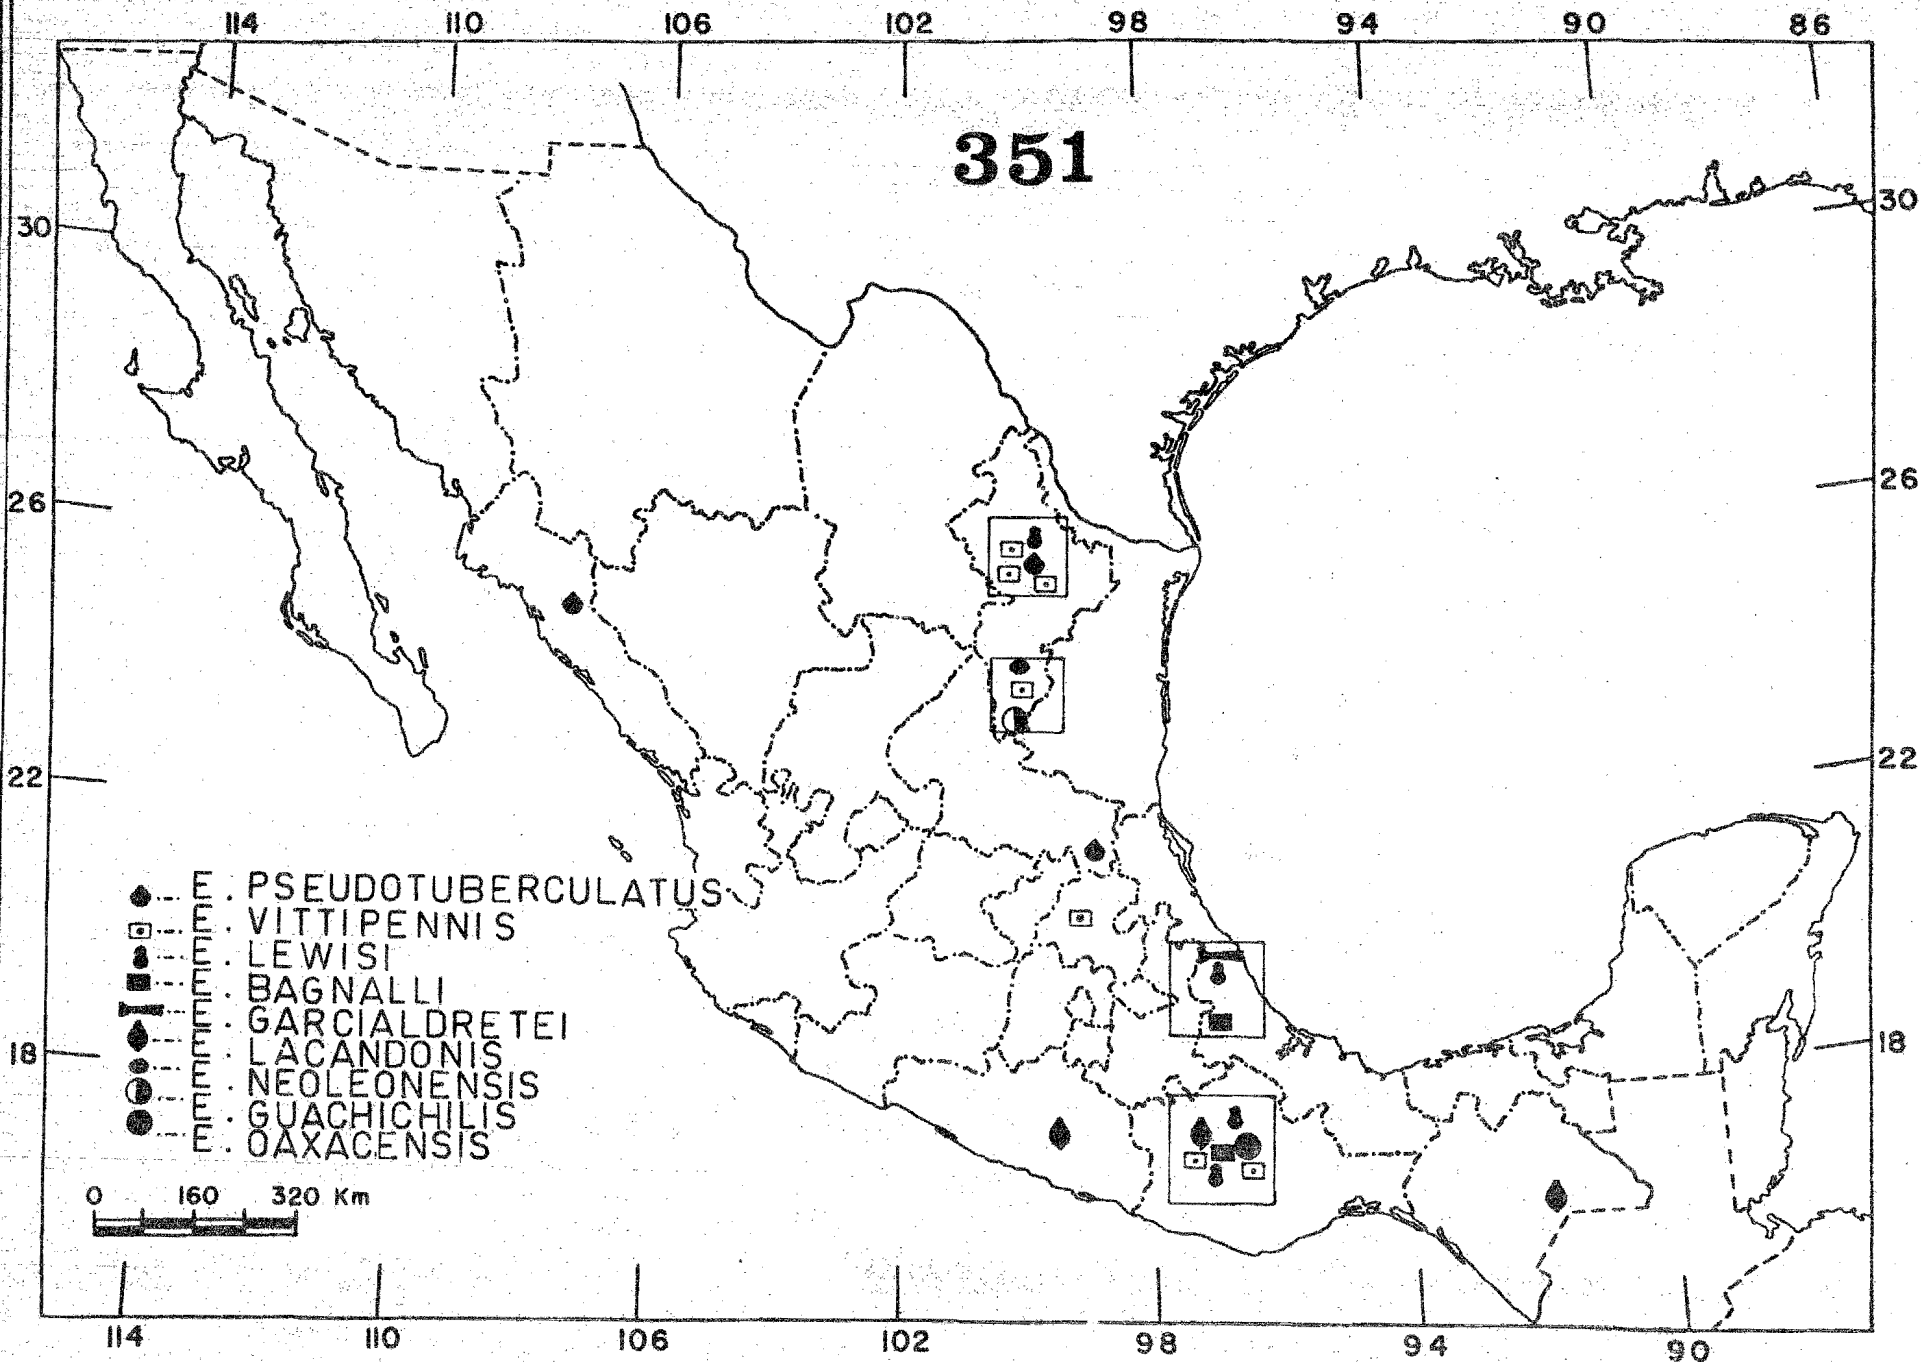 114 110 106 102 98 94 90 86
351
30 30
26 26
22 22
E. PSEUDOTUBERCULATUS
E. VITTIPENNIS
E. LEWISI
E. BAGNALLI
E. GARCIALDRETEI
E. LACANDONIS
E. NEOLEONENSIS
E. GUACHICHILIS
E. OAXACENSIS
18 18
0 160 320 Km
114 110 106 102 98 94 90